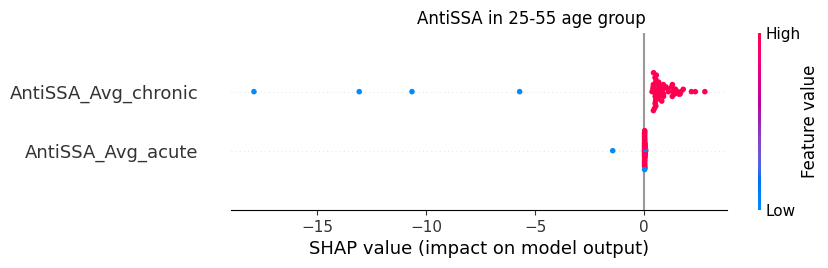 AntiSSA in 25-55 age group
High
AntiSSA_Avg_chronic
AntiSSA_Avg_acute
Feature value
Low
−15 −10 −5 0
SHAP value (impact on model output)